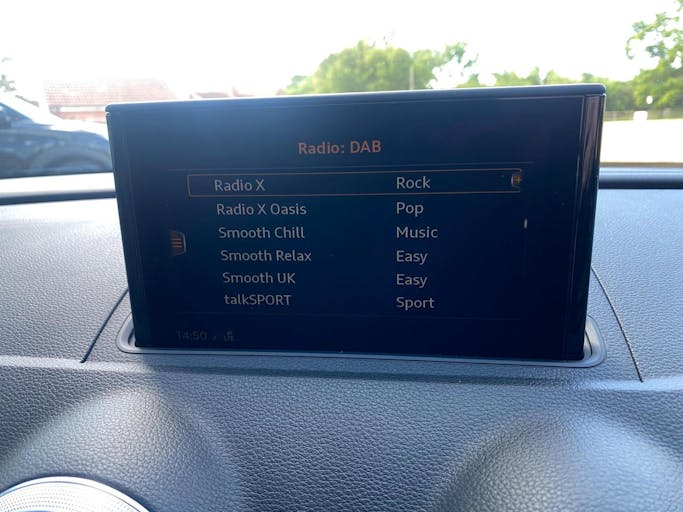 Radio: DAB
Radio X Rock
Radio X Oasis Pop
Smooth Chill Music
Smooth Relax Easy
Smooth UK Easy
talkSPORT Sport
14:50 LTE